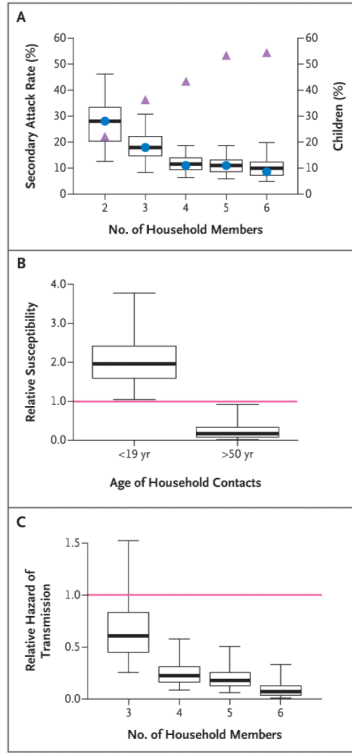 A
Secondary Attack Rate (%)
60
50
40
30
20
10
0
60
50
40
30
20
10
0
Children (%)
2 3 4 5 6
No. of Household Members
B
Relative Susceptibility
4.0
3.0
2.0
1.0
0.0
<19 yr >50 yr
Age of Household Contacts
C
Relative Hazard of
Transmission
1.5
1.0
0.5
0.0
3 4 5 6
No. of Household Members